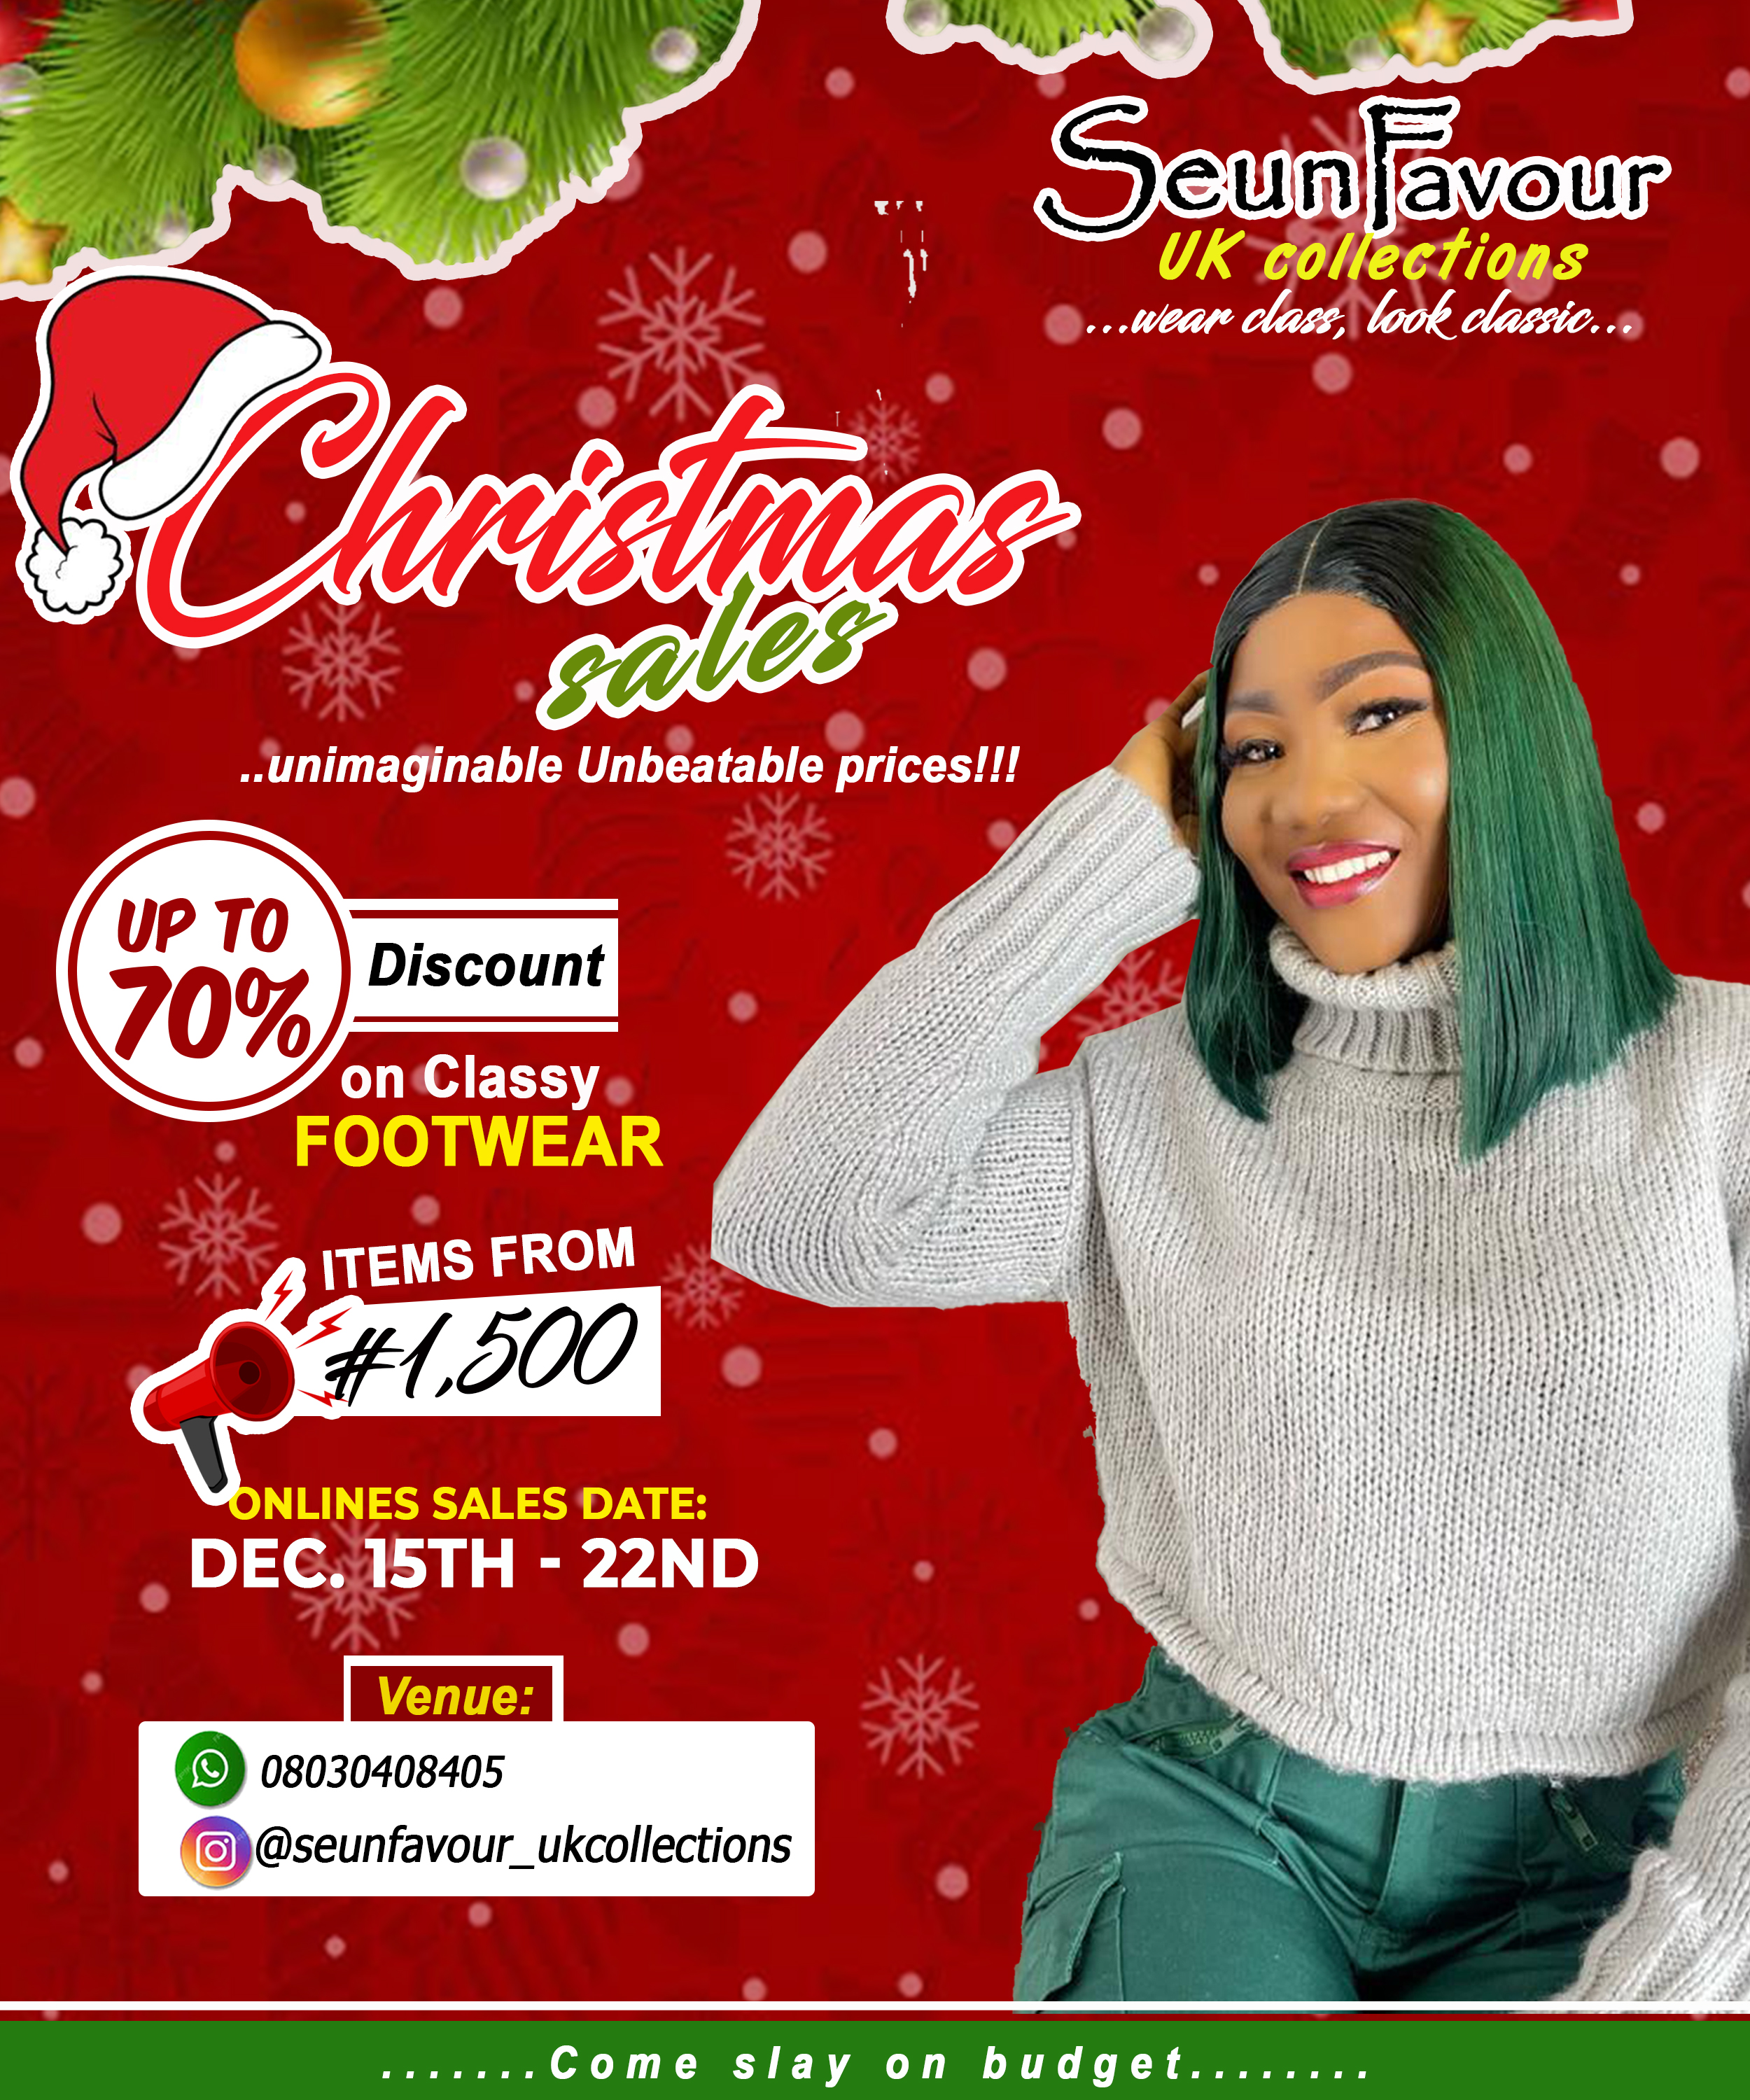 SeunFavour
UK collections
...wear class, look classic...
Christmas
sales
..unimaginable Unbeatable prices!!!
UP TO
70%
Discount
on Classy
FOOTWEAR
ITEMS FROM
#1,500
ONLINES SALES DATE:
DEC. 15TH - 22ND
Venue:
08030408405
@seunfavour_ukcollections
.......Come slay on budget........